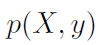 p(X, y)